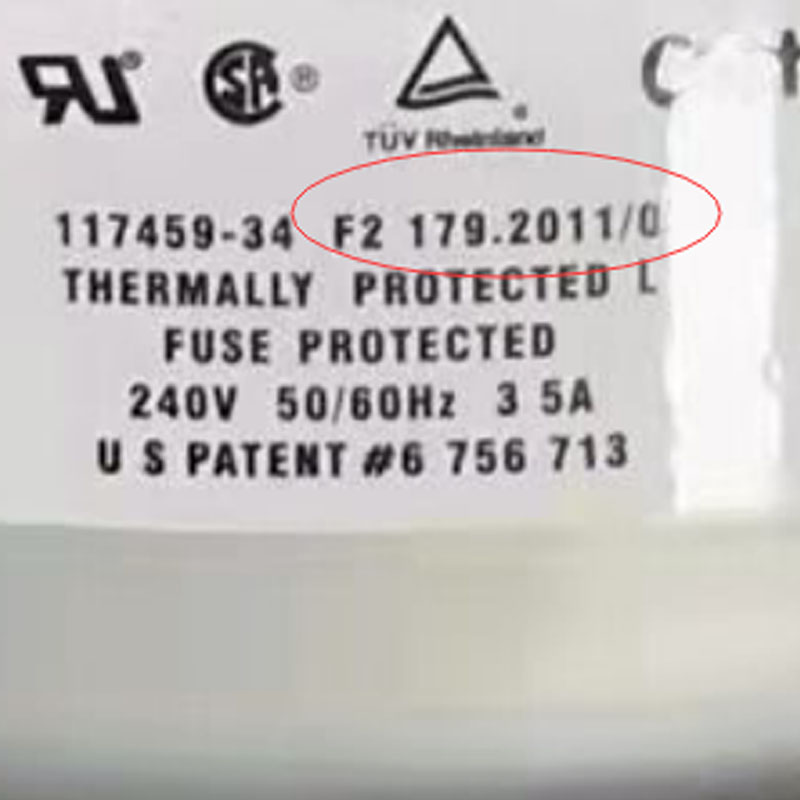 SA ®
TÜV Rheinland
117459-34 F2 179.2011/0
THERMALLY PROTECTED L
FUSE PROTECTED
240V 50/60Hz 3 5A
U S PATENT #6 756 713